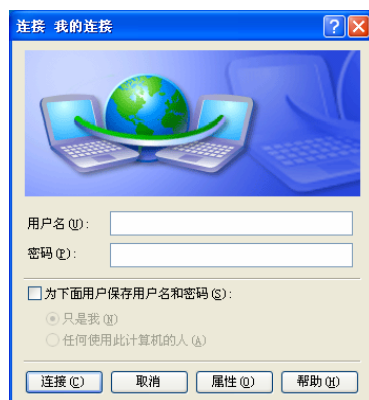 连接 我的连接
用户名(U):
密码(P):
为下面用户保存用户名和密码(S):
只是我(N)
任何使用此计算机的人(A)
连接(C) 取消 属性(O) 帮助(H)